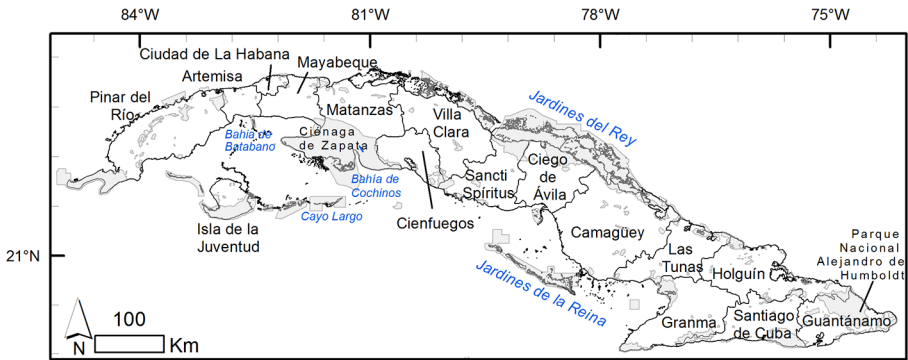 84°W 81°W 78°W 75°W
Ciudad de La Habana
Mayabeque
Artemisa
Pinar del
Río
Matanzas
Villa
Clara
Jardines del Rey
Bahía de
Batabano
Ciénaga
de Zapata
Bahía de
Cochinos
Cayo Largo
Isla de la
Juventud
Cienfuegos
Sancti
Spiritus
Ciego
de
Ávila
Camagüey
Las
Tunas
Holguín
Parque
Nacional
Alejandro de
Humboldt
21°N
Jardines de la Reina
Granma
Santiago
de Cuba
Guantánamo
N
100
Km